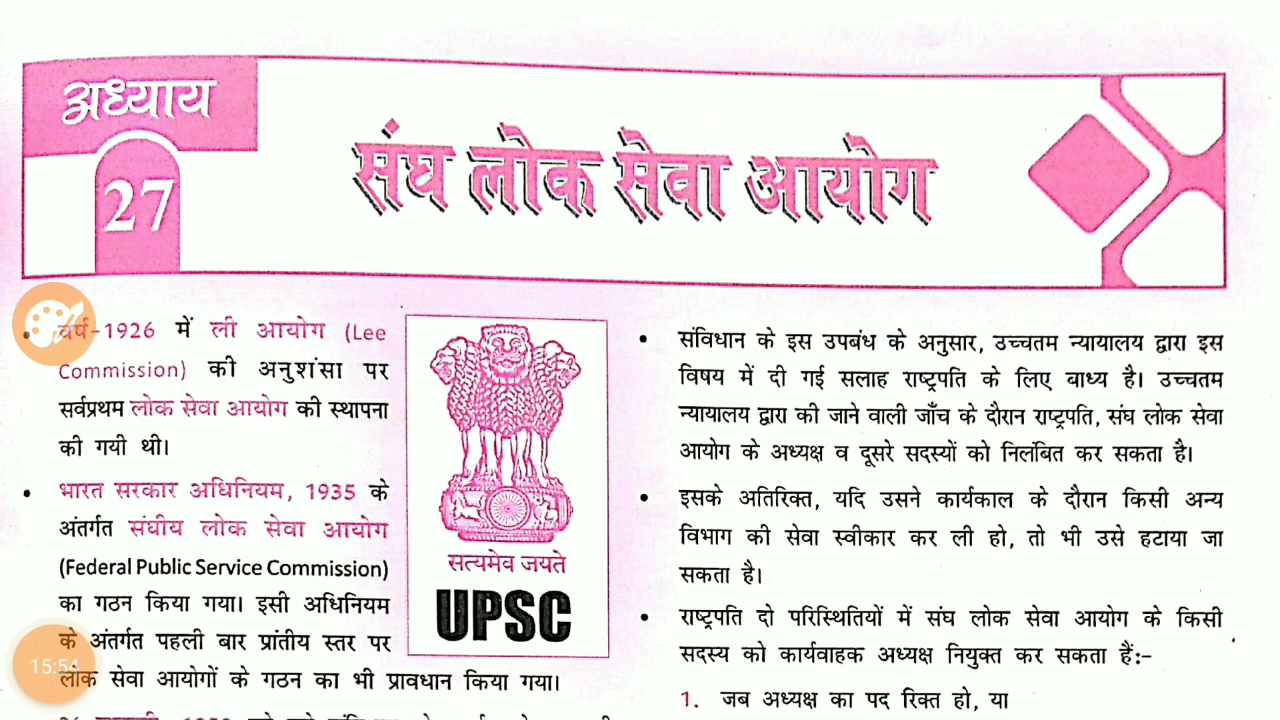 अध्याय
27
संघ लोक सेवा आयोग
वर्ष-1926 में ली आयोग (Lee
Commission) की अनुशंसा पर
सर्वप्रथम लोक सेवा आयोग की स्थापना
की गयी थी।
भारत सरकार अधिनियम, 1935 के
अंतर्गत संघीय लोक सेवा आयोग
(Federal Public Service Commission)
का गठन किया गया। इसी अधिनियम
के अंतर्गत पहली बार प्रांतीय स्तर पर
लोक सेवा आयोगों के गठन का भी प्रावधान किया गया।
सत्यमेव जयते
UPSC
संविधान के इस उपबंध के अनुसार, उच्चतम न्यायालय द्वारा इस
विषय में दी गई सलाह राष्ट्रपति के लिए बाध्य है। उच्चतम
न्यायालय द्वारा की जाने वाली जाँच के दौरान राष्ट्रपति, संघ लोक सेवा
आयोग के अध्यक्ष व दूसरे सदस्यों को निलंबित कर सकता है।
इसके अतिरिक्त, यदि उसने कार्यकाल के दौरान किसी अन्य
विभाग की सेवा स्वीकार कर ली हो, तो भी उसे हटाया जा
सकता है।
राष्ट्रपति दो परिस्थितियों में संघ लोक सेवा आयोग के किसी
सदस्य को कार्यवाहक अध्यक्ष नियुक्त कर सकता हैं:-
1. जब अध्यक्ष का पद रिक्त हो, या
15:54